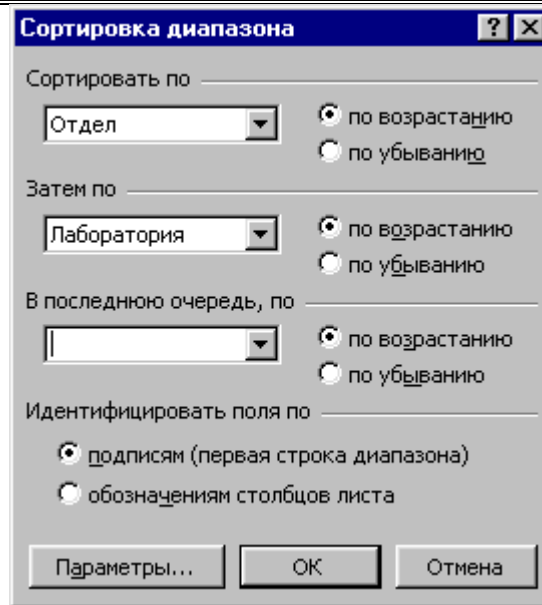 Сортировка диапазона
Сортировать по
Отдел
по возрастанию
по убыванию
Затем по
Лаборатория
по возрастанию
по убыванию
В последнюю очередь, по
по возрастанию
по убыванию
Идентифицировать поля по
подписям (первая строка диапазона)
обозначениям столбцов листа
Параметры... ОК Отмена